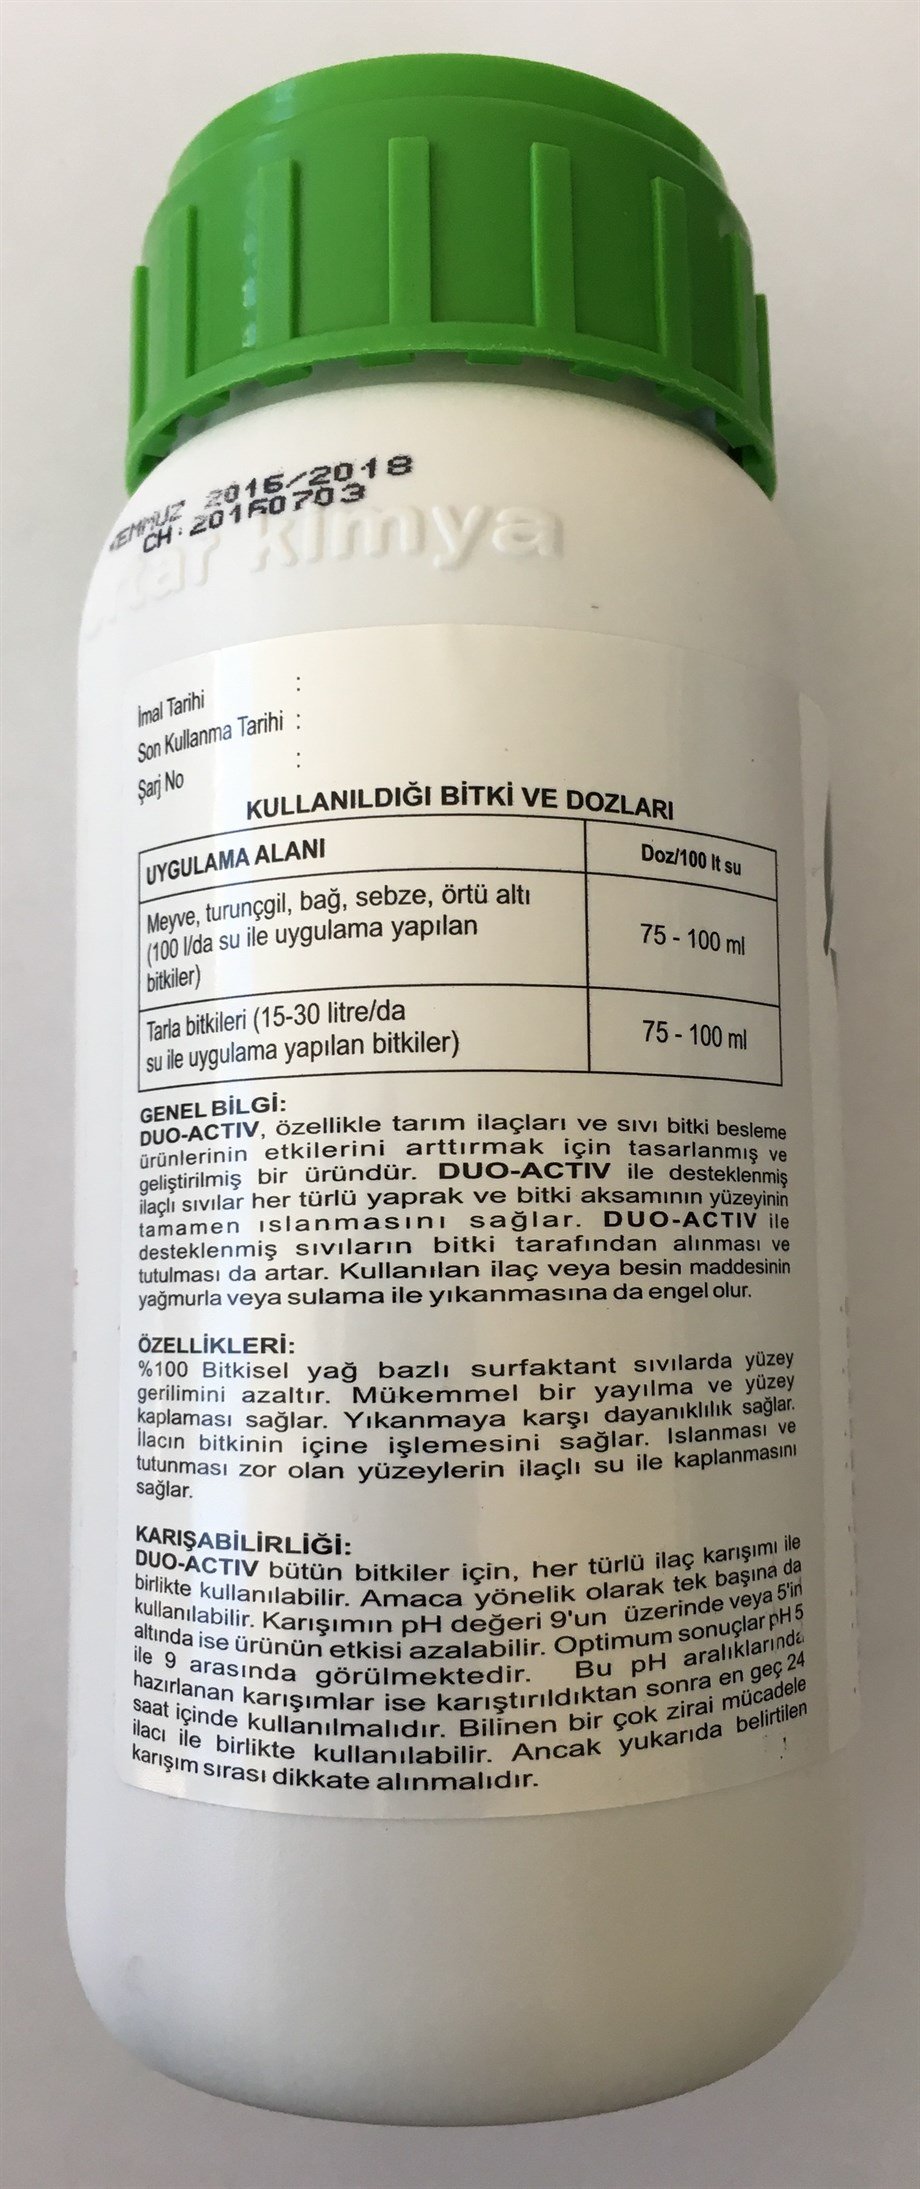 TEMMUZ 2016/2018
CH:20160703
artar kimya
İmal Tarihi :
Son Kullanma Tarihi :
Şarj No :
KULLANILDIĞI BİTKİ VE DOZLARI
UYGULAMA ALANI Doz/100 lt su
Meyve, turunçgil, bağ, sebze, örtü altı
(100 l/da su ile uygulama yapılan
bitkiler)
75 - 100 ml
Tarla bitkileri (15-30 litre/da
su ile uygulama yapılan bitkiler)
75 - 100 ml
GENEL BİLGİ:
DUO-ACTIV, özellikle tarım ilaçları ve sıvı bitki besleme
ürünlerinin etkilerini arttırmak için tasarlanmış ve
geliştirilmiş bir üründür. DUO-ACTIV ile desteklenmiş
ilaçlı sıvılar her türlü yaprak ve bitki aksamının yüzeyinin
tamamen ıslanmasını sağlar. DUO-ACTIV ile
desteklenmiş sıvıların bitki tarafından alınması ve
tutulması da artar. Kullanılan ilaç veya besin maddesinin
yağmurla veya sulama ile yıkanmasına da engel olur.
ÖZELLİKLERİ:
%100 Bitkisel yağ bazlı surfaktant sıvılarda yüzey
gerilimini azaltır. Mükemmel bir yayılma ve yüzey
kaplaması sağlar. Yıkanmaya karşı dayanıklılık sağlar.
İlacın bitkinin içine işlemesini sağlar. Islanması ve
tutunması zor olan yüzeylerin ilaçlı su ile kaplanmasını
sağlar.
KARIŞABİLİRLİĞİ:
DUO-ACTIV bütün bitkiler için, her türlü ilaç karışımı ile
birlikte kullanılabilir. Amaca yönelik olarak tek başına da
kullanılabilir. Karışımın pH değeri 9'un üzerinde veya 5'in
altında ise ürünün etkisi azalabilir. Optimum sonuçlar pH 5
ile 9 arasında görülmektedir. Bu pH aralıklarında
hazırlanan karışımlar ise karıştırıldıktan sonra en geç 24
saat içinde kullanılmalıdır. Bilinen bir çok zirai mücadele
ilacı ile birlikte kullanılabilir. Ancak yukarıda belirtilen
karışım sırası dikkate alınmalıdır.